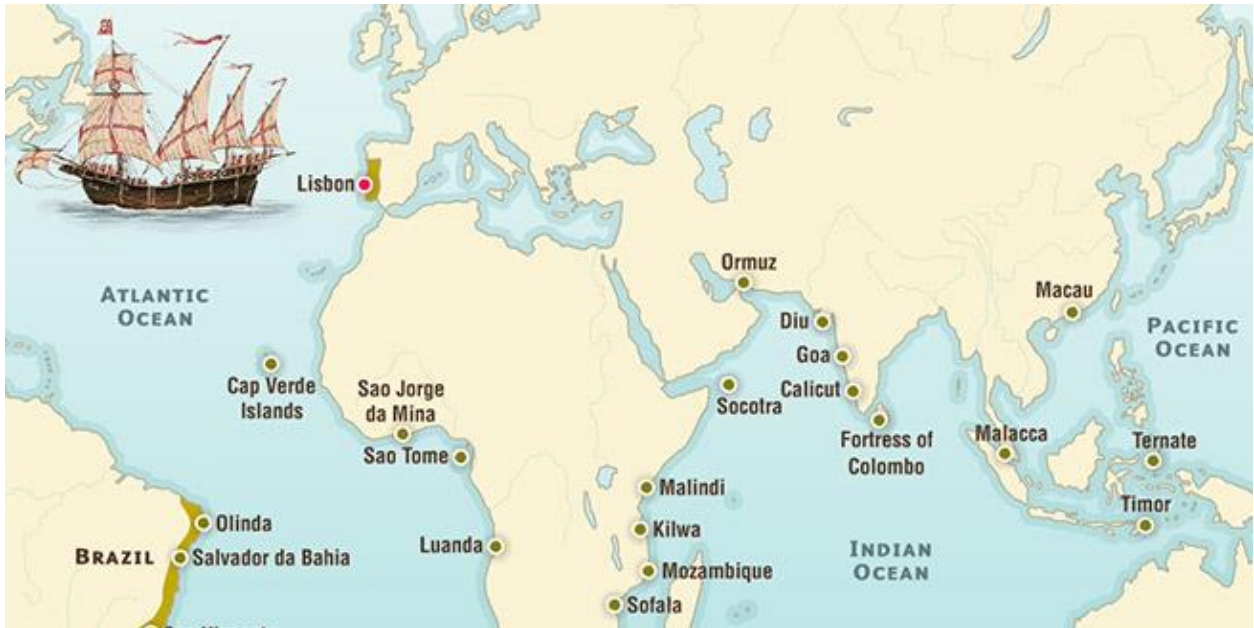 Lisbon
ATLANTIC
OCEAN
Cap Verde
Islands
Sao Jorge
da Mina
Sao Tome
Luanda
BRAZIL
Olinda
Salvador da Bahia
Ormuz
Diu
Goa
Calicut
Socotra
Fortress of
Colombo
Malindi
Kilwa
Mozambique
Sofala
INDIAN
OCEAN
Macau
PACIFIC
OCEAN
Malacca
Ternate
Timor